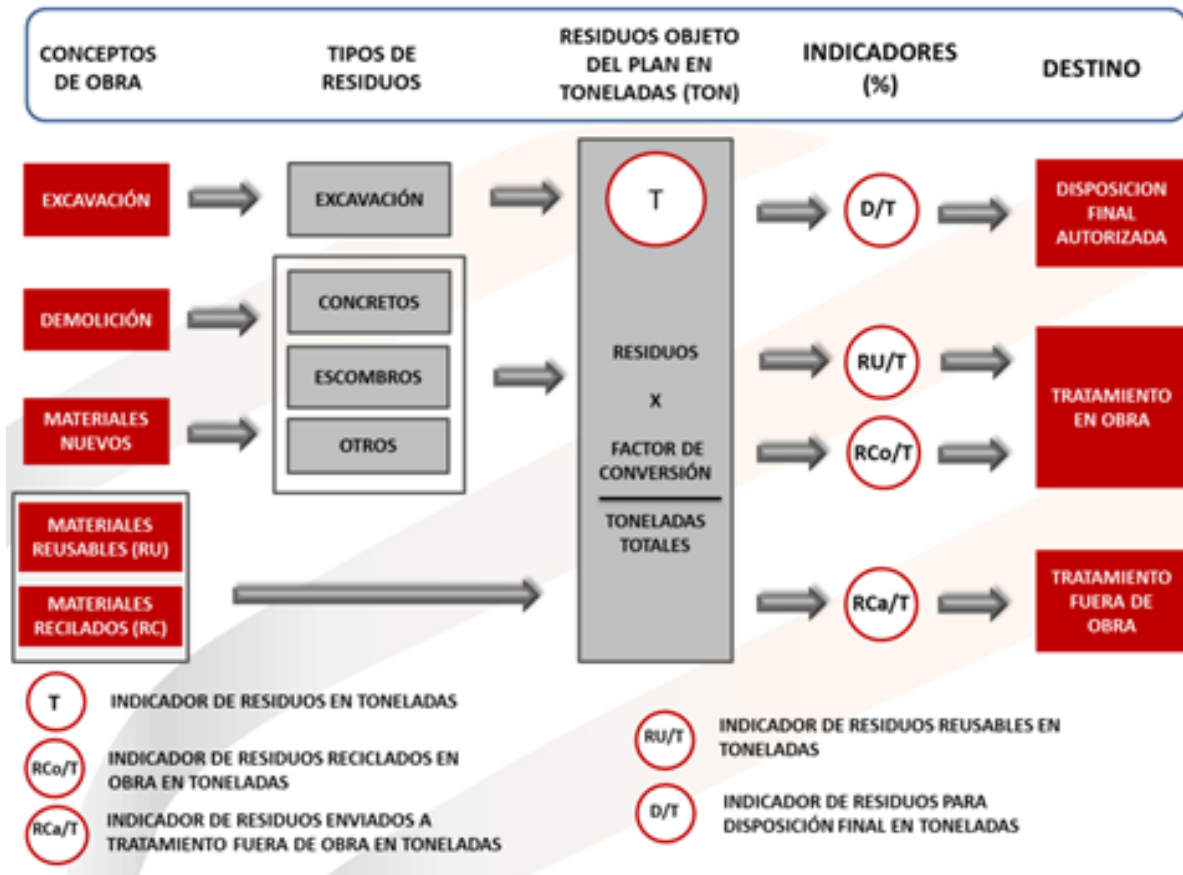 CONCEPTOS
DE OBRA
TIPOS DE
RESIDUOS
RESIDUOS OBJETO
DEL PLAN EN
TONELADAS (TON)
INDICADORES
(%)
DESTINO
EXCAVACIÓN
EXCAVACIÓN
T
D/T
DISPOSICION
FINAL
AUTORIZADA
DEMOLICIÓN
CONCRETOS
ESCOMBROS
RESIDUOS
X
FACTOR DE
CONVERSIÓN
TONELADAS
TOTALES
RU/T
TRATAMIENTO
EN OBRA
MATERIALES
NUEVOS
OTROS
RCo/T
MATERIALES
REUSABLES (RU)
MATERIALES
RECILADOS (RC)
RCa/T
TRATAMIENTO
FUERA DE
OBRA
T
INDICADOR DE RESIDUOS EN TONELADAS
RCo/T
INDICADOR DE RESIDUOS RECICLADOS EN
OBRA EN TONELADAS
RCa/T
INDICADOR DE RESIDUOS ENVIADOS A
TRATAMIENTO FUERA DE OBRA EN TONELADAS
RU/T
INDICADOR DE RESIDUOS REUSABLES EN
TONELADAS
D/T
INDICADOR DE RESIDUOS PARA
DISPOSICIÓN FINAL EN TONELADAS